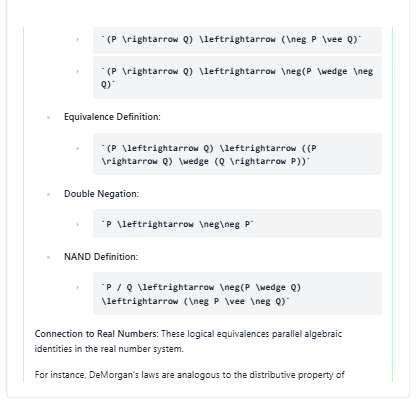 `(P \rightarrow Q) \leftrightarrow (\neg P \vee Q)`
`(P \rightarrow Q) \leftrightarrow \neg(P \wedge \neg
Q)`
Equivalence Definition:
`(P \leftrightarrow Q) \leftrightarrow ((P
\rightarrow Q) \wedge (Q \rightarrow P))`
Double Negation:
`P \leftrightarrow \neg\neg P`
NAND Definition:
`P / Q \leftrightarrow \neg(P \wedge Q)
\leftrightarrow (\neg P \vee \neg Q)`
Connection to Real Numbers: These logical equivalences parallel algebraic
identities in the real number system.
For instance, DeMorgan's laws are analogous to the distributive property of